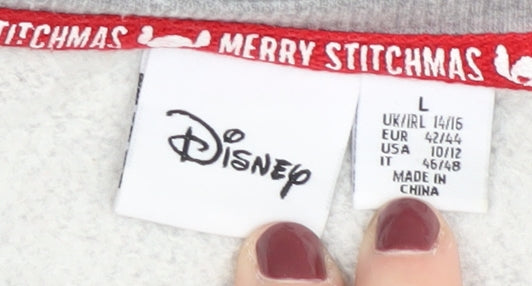 TITCHMAS MERRY STITCHMAS
Disney
L
UK/IRL 14/16
EUR 42/44
USA 10/12
IT 46/48
MADE IN
CHINA